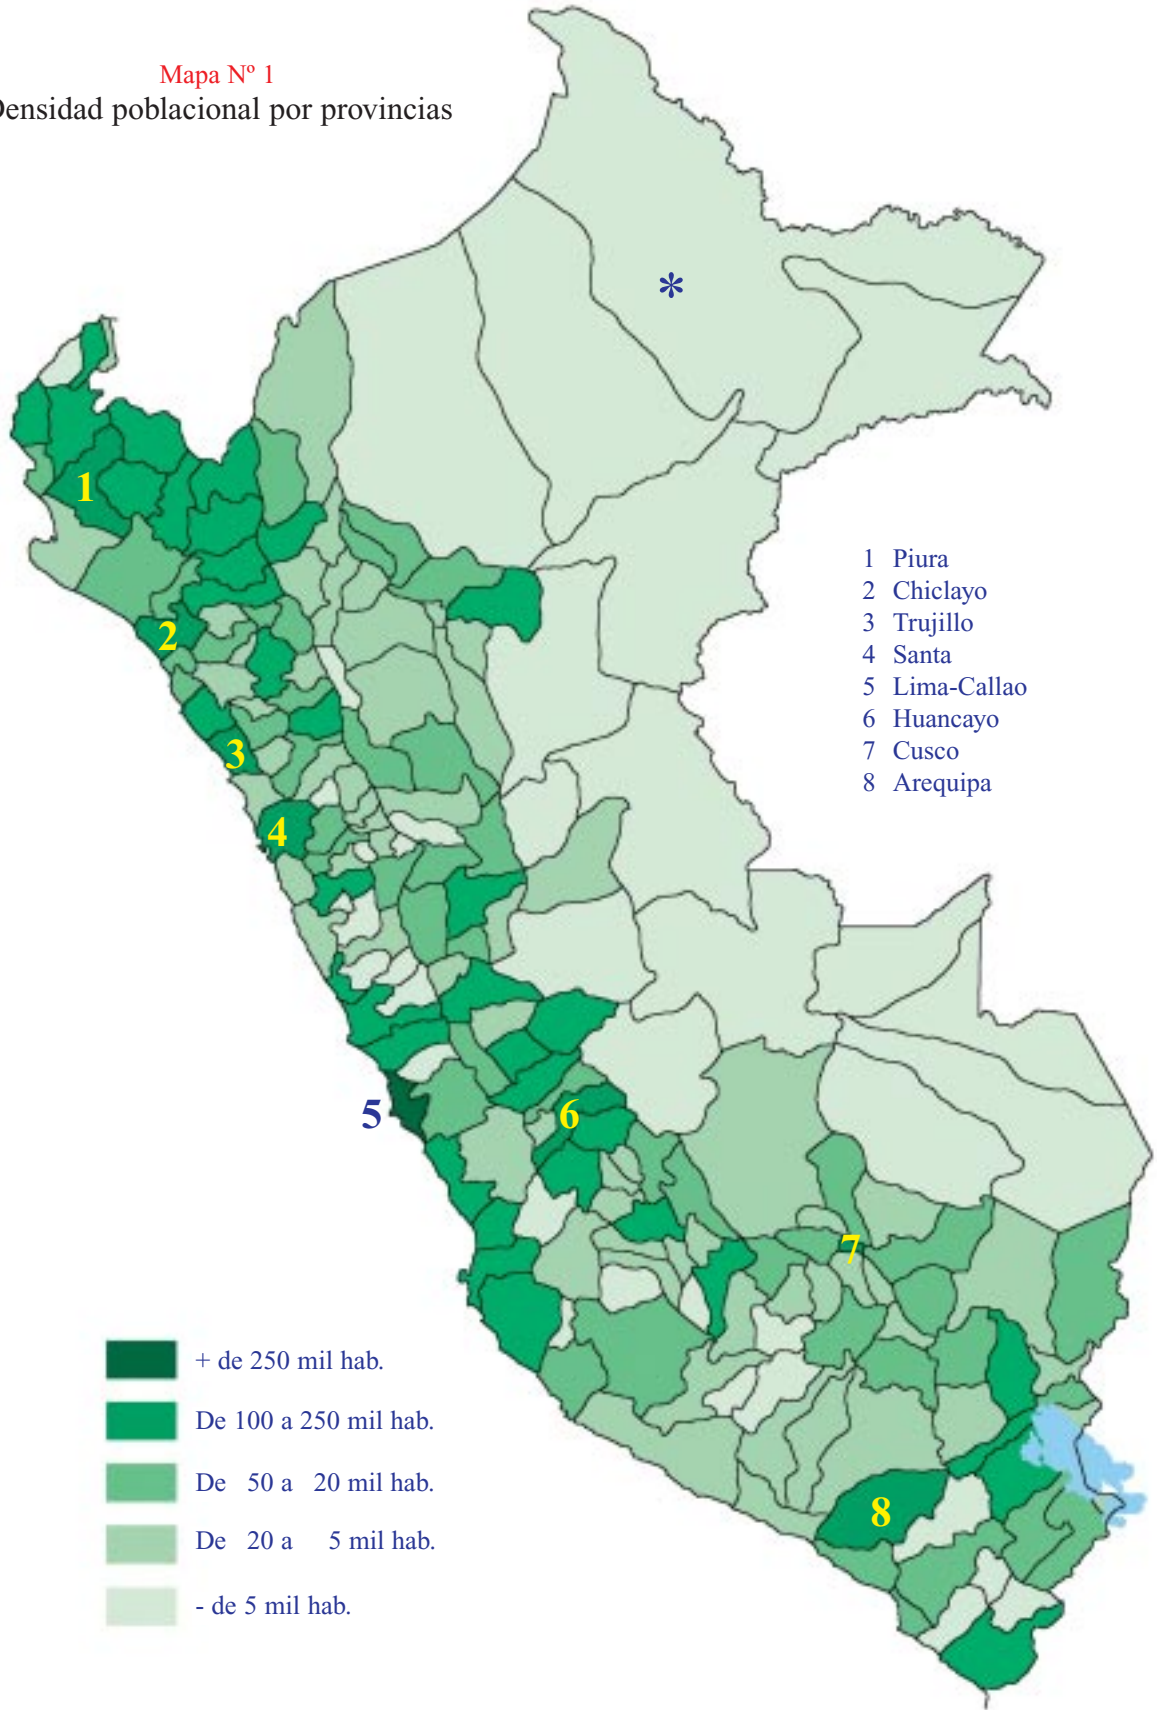 Mapa Nº 1
Densidad poblacional por provincias
*
1
2
3
4
5
6
7
8
1 Piura
2 Chiclayo
3 Trujillo
4 Santa
5 Lima-Callao
6 Huancayo
7 Cusco
8 Arequipa
+ de 250 mil hab.
De 100 a 250 mil hab.
De 50 a 20 mil hab.
De 20 a 5 mil hab.
- de 5 mil hab.